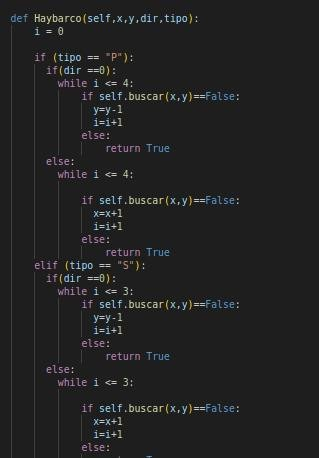 def Haybarco(self,x,y,dir,tipo):
    i = 0
    if (tipo == "P"):
      if(dir ==0):
        while i <= 4:
            if self.buscar(x,y)==False:
              y=y-1
              i=i+1
            else:
                return True
      else:
        while i <= 4:
            if self.buscar(x,y)==False:
              x=x+1
              i=i+1
            else:
                return True
    elif (tipo == "S"):
      if(dir ==0):
        while i <= 3:
            if self.buscar(x,y)==False:
              y=y-1
              i=i+1
            else:
                return True
      else:
        while i <= 3:
            if self.buscar(x,y)==False:
              x=x+1
              i=i+1
            else: